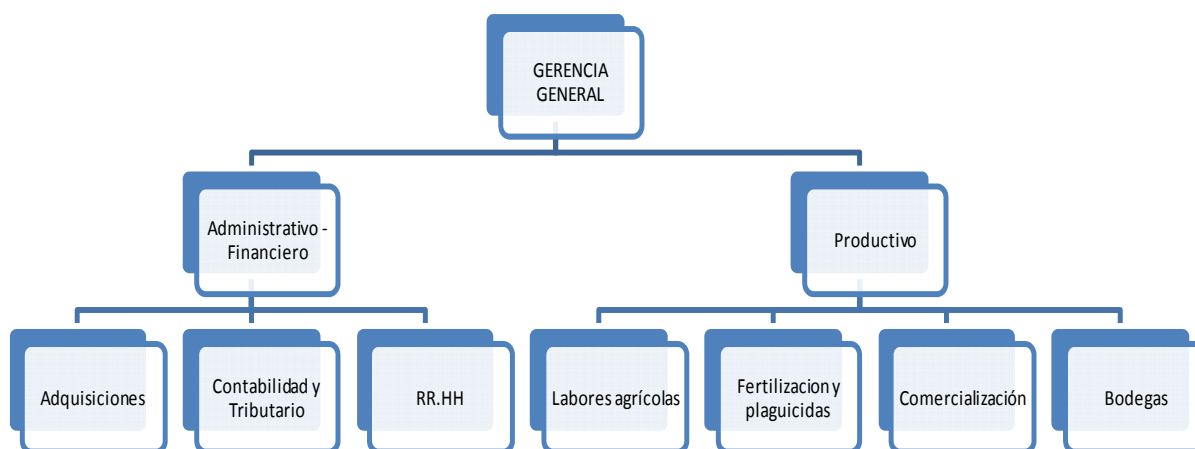 GERENCIA
GENERAL
Administrativo -
Financiero
Productivo
Adquisiciones
Contabilidad y
Tributario
RR.HH
Labores agrícolas
Fertilizacion y
plaguicidas
Comercialización
Bodegas